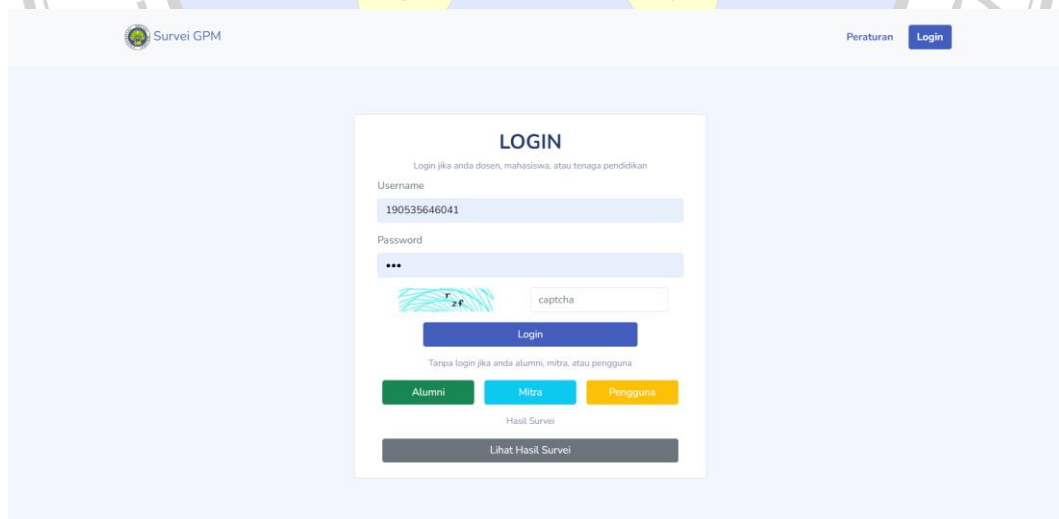 Survei GPM
Peraturan
Login
LOGIN
Login jika anda dosen, mahasiswa, atau tenaga pendidikan
Username
190535646041
Password
•••
r
zf
captcha
Login
Tanpa login jika anda alumni, mitra, atau pengguna
Alumni
Mitra
Pengguna
Hasil Survei
Lihat Hasil Survei